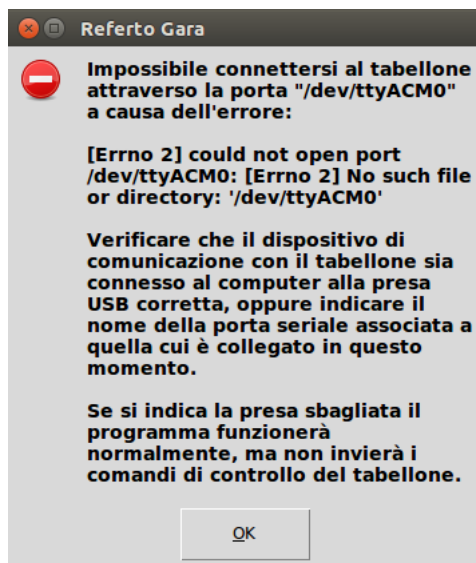 Referto Gara
Impossibile connettersi al tabellone
attraverso la porta "/dev/ttyACM0"
a causa dell'errore:
[Errno 2] could not open port
/dev/ttyACM0: [Errno 2] No such file
or directory: '/dev/ttyACM0'
Verificare che il dispositivo di
comunicazione con il tabellone sia
connesso al computer alla presa
USB corretta, oppure indicare il
nome della porta seriale associata a
quella cui è collegato in questo
momento.
Se si indica la presa sbagliata il
programma funzionerà
normalmente, ma non invierà i
comandi di controllo del tabellone.
OK